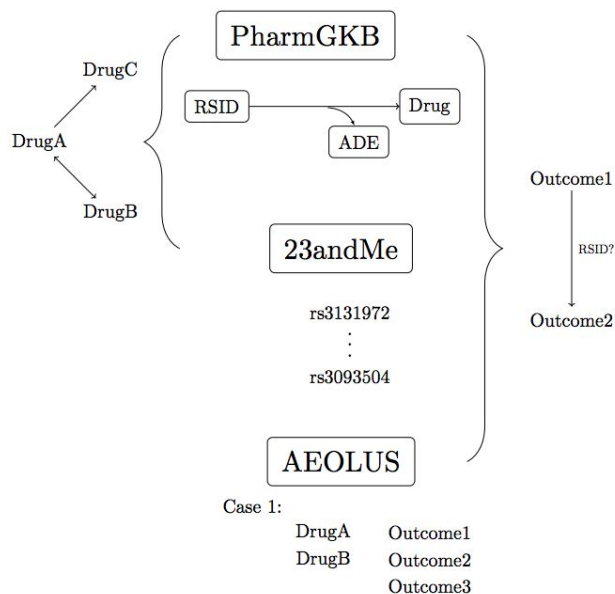 PharmGKB
DrugC
RSID
Drug
DrugA
ADE
DrugB
Outcome1
23andMe
RSID?
rs3131972
Outcome2
rs3093504
AEOLUS
Case 1:
DrugA Outcome1
DrugB Outcome2
Outcome3